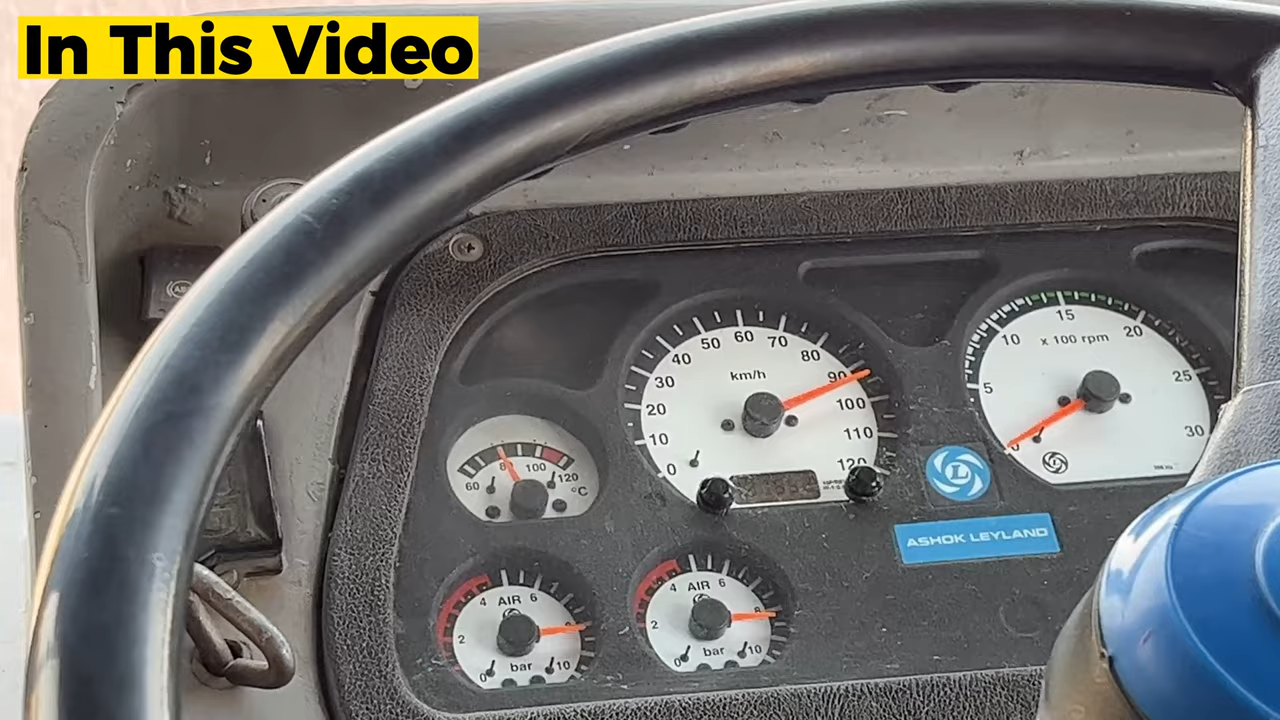 In This Video
60 70
50 80
40 90
30 km/h 100
20 110
10 120
0
15
10 20
x 100 rpm
5 25
0 30
80 100
60 120
°C
L
ASHOK LEYLAND
4 AIR 6
2 8
0 bar 10
4 AIR 6
2 8
0 bar 10